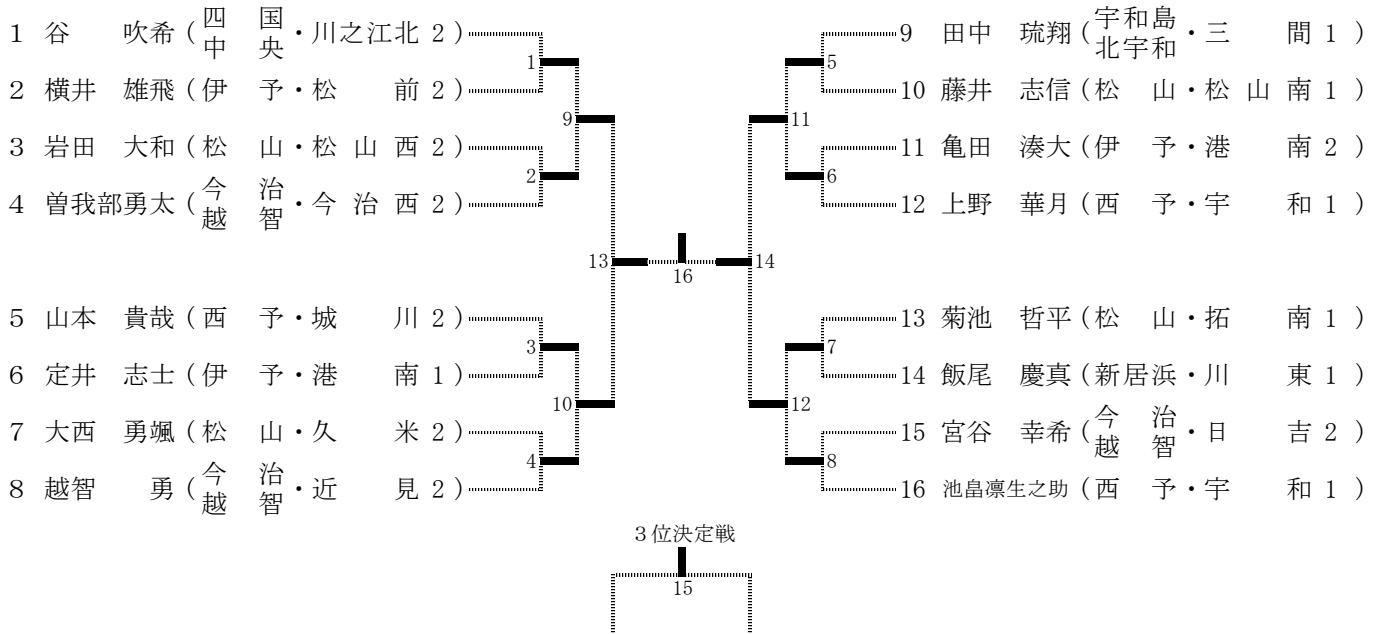 1 谷 吹希 (四国中央・川之江北 2)
2 横井 雄飛 (伊予・松前 2)
3 岩田 大和 (松山・松山西 2)
4 曽我部勇太 (今治越智・今治西 2)
5 山本 貴哉 (西予・城川 2)
6 定井 志士 (伊予・港南 1)
7 大西 勇颯 (松山・久米 2)
8 越智 勇 (今治越智・近見 2)
1
2
9
3
4
10
13
16
14
5
6
11
7
8
12
9 田中 琉翔 (宇和島北宇和・三間 1)
10 藤井 志信 (松山・松山南 1)
11 亀田 湊大 (伊予・港南 2)
12 上野 華月 (西予・宇和 1)
13 菊池 哲平 (松山・拓南 1)
14 飯尾 慶真 (新居浜・川東 1)
15 宮谷 幸希 (今治越智・日吉 2)
16 池畠凛生之助 (西予・宇和 1)
3位決定戦
15